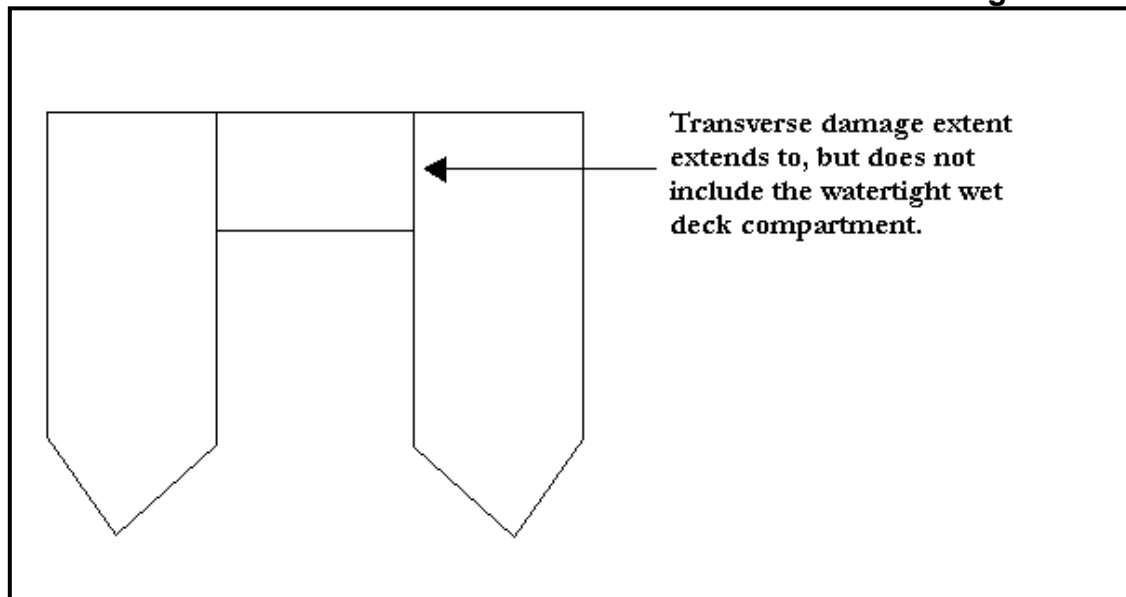 Transverse damage extent
extends to, but does not
include the watertight wet
deck compartment.